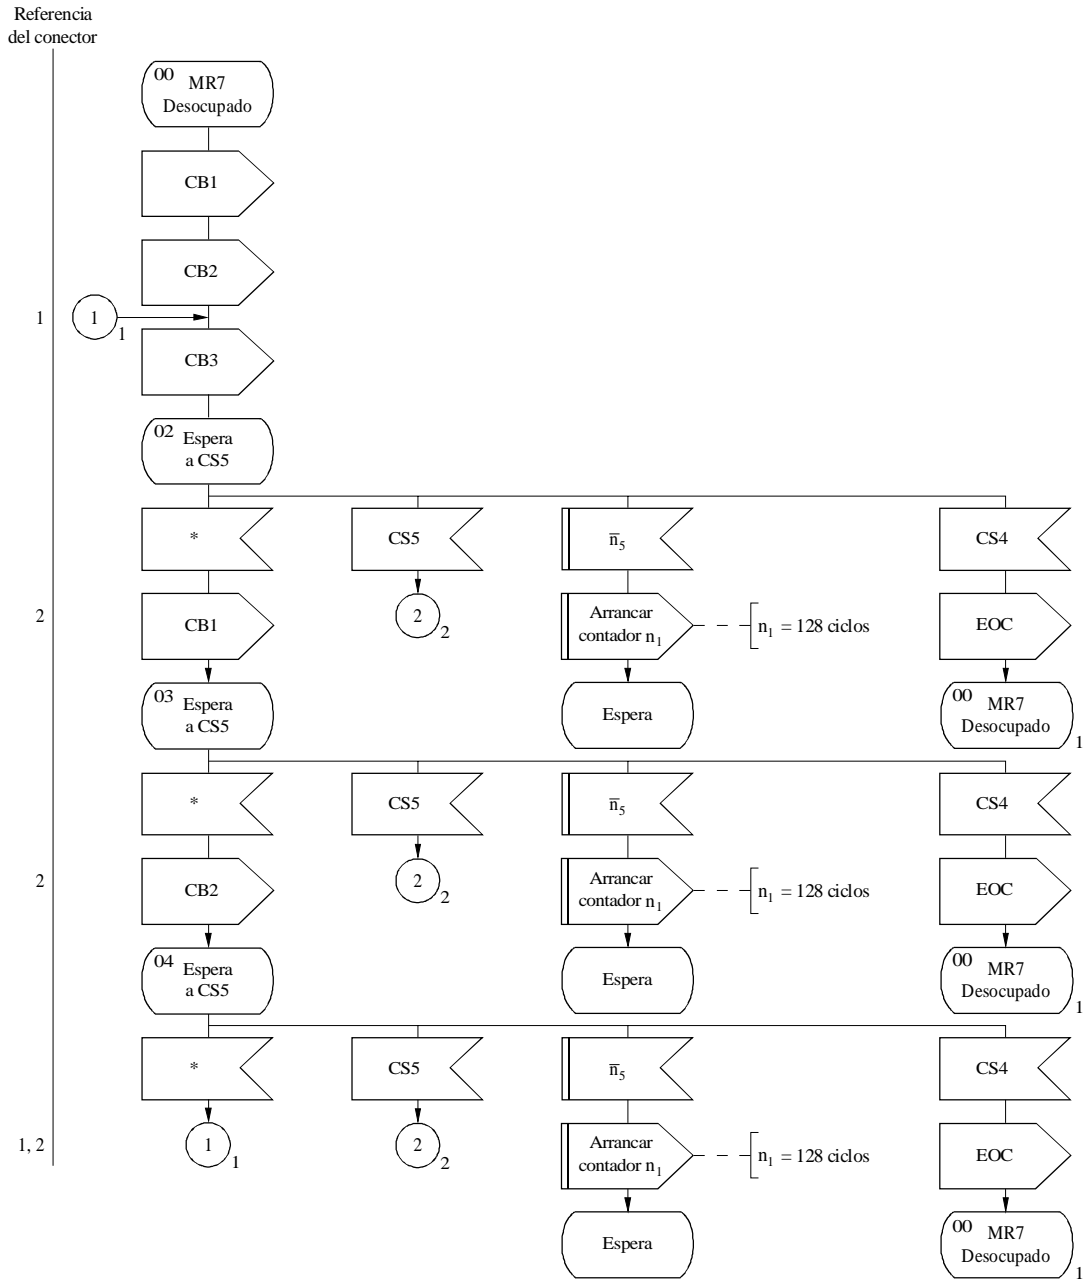 Referencia
del conector
00 MR7
Desocupado
CB1
CB2
1
1
1
CB3
02 Espera
a CS5
*
CS5
n̅5
CS4
2
CB1
2
2
Arrancar
contador n1
n1 = 128 ciclos
EOC
03 Espera
a CS5
Espera
00 MR7
Desocupado
1
*
CS5
n̅5
CS4
2
CB2
2
2
Arrancar
contador n1
n1 = 128 ciclos
EOC
04 Espera
a CS5
Espera
00 MR7
Desocupado
1
*
CS5
n̅5
CS4
1, 2
1
1
2
2
Arrancar
contador n1
n1 = 128 ciclos
EOC
Espera
00 MR7
Desocupado
1